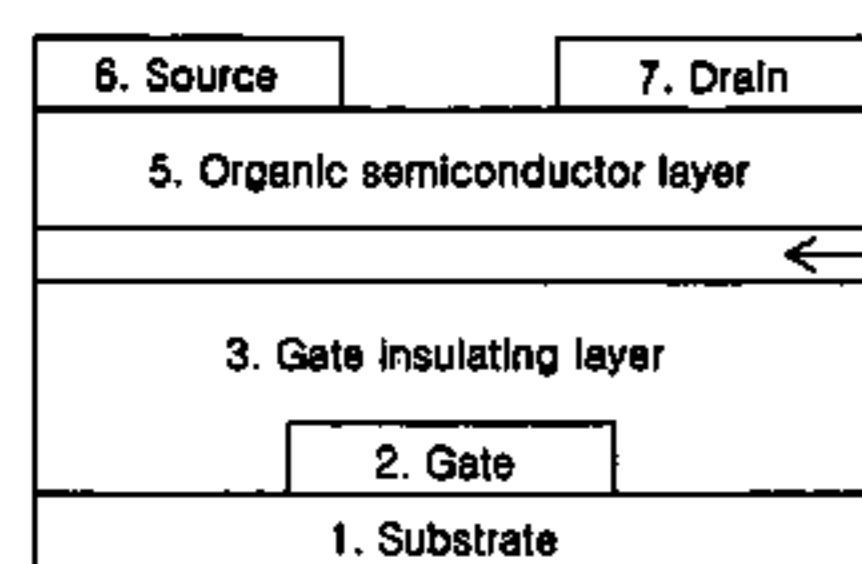 6. Source
7. Drain
5. Organic semiconductor layer
3. Gate insulating layer
2. Gate
1. Substrate